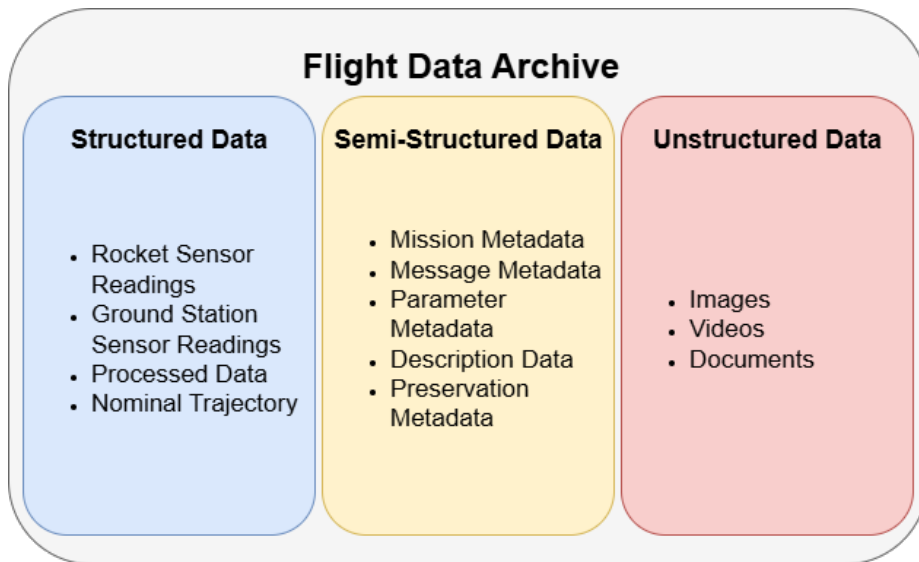 Flight Data Archive
Structured Data
• Rocket Sensor
Readings
• Ground Station
Sensor Readings
• Processed Data
• Nominal Trajectory
Semi-Structured Data
• Mission Metadata
• Message Metadata
• Parameter
Metadata
• Description Data
• Preservation
Metadata
Unstructured Data
• Images
• Videos
• Documents